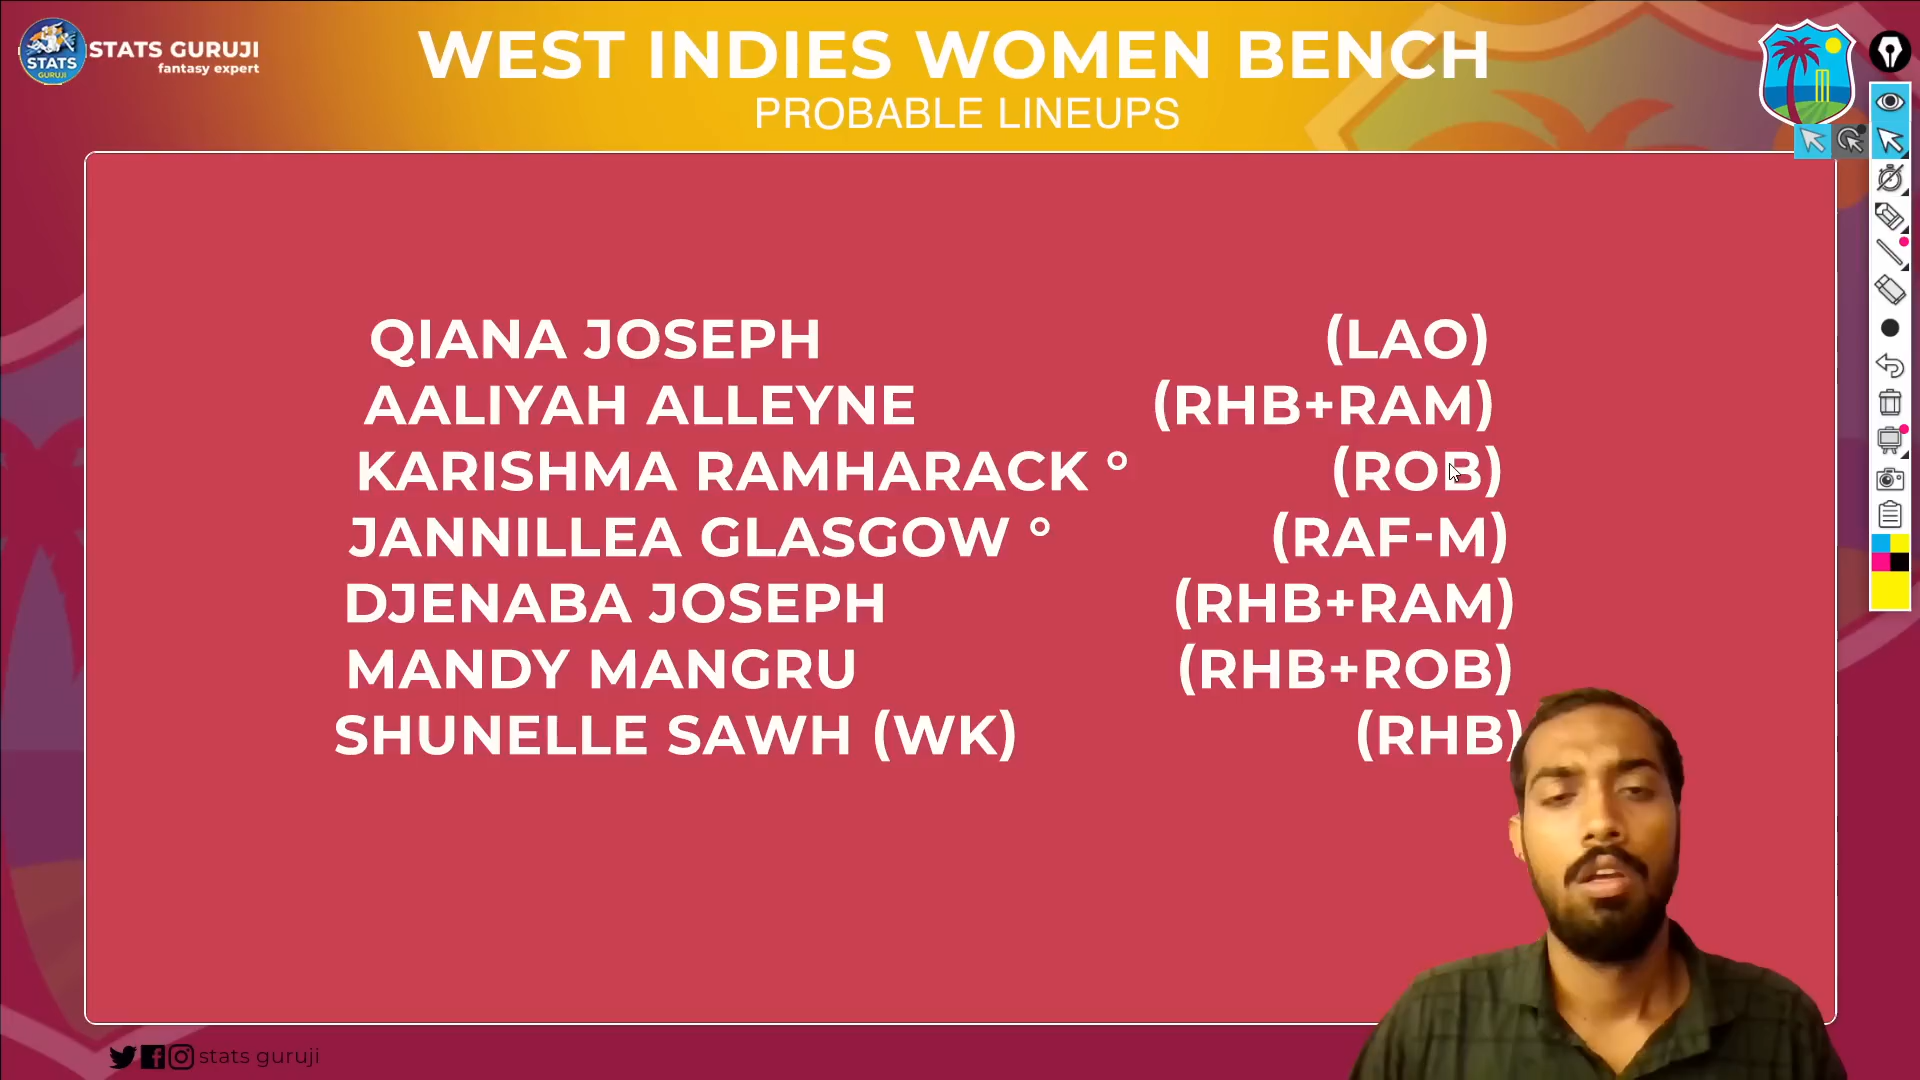 STATS GURUJI
fantasy expert
STATS
GURUJI
WEST INDIES WOMEN BENCH
PROBABLE LINEUPS
QIANA JOSEPH (LAO)
AALIYAH ALLEYNE (RHB+RAM)
KARISHMA RAMHARACK ° (ROB)
JANNILLEA GLASGOW ° (RAF-M)
DJENABA JOSEPH (RHB+RAM)
MANDY MANGRU (RHB+ROB)
SHUNELLE SAWH (WK) (RHB)
stats guruji